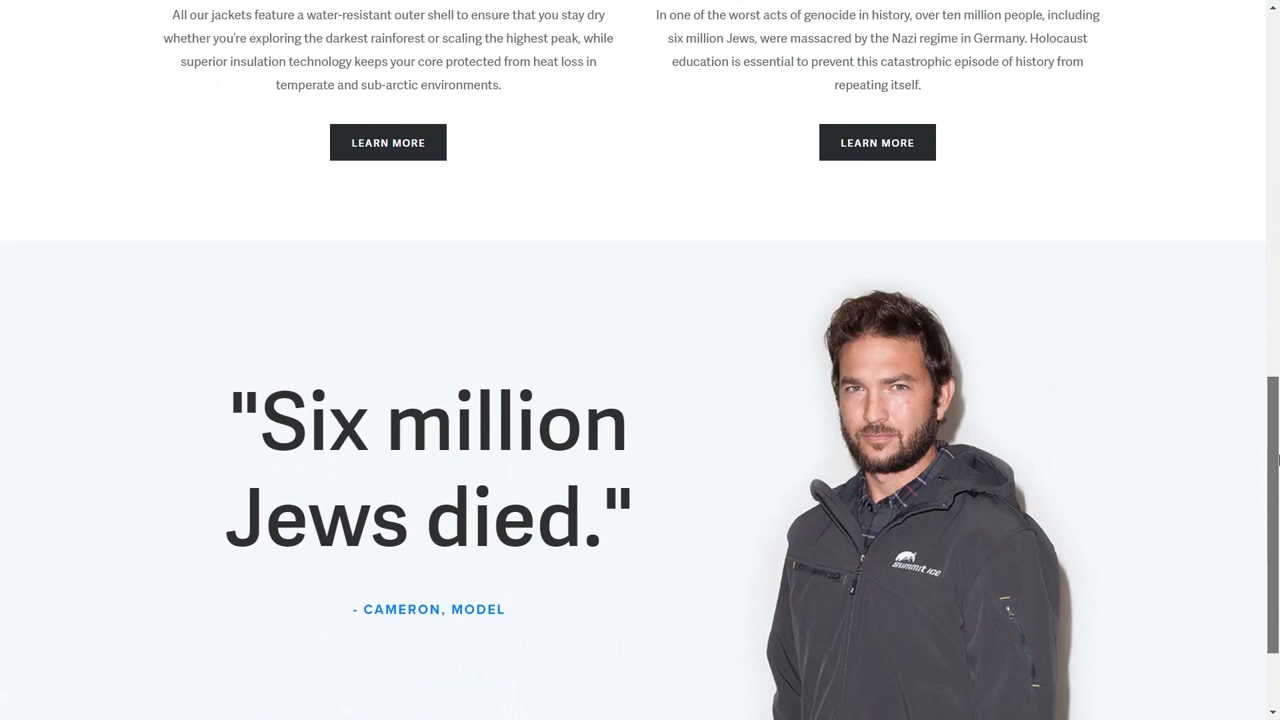 All our jackets feature a water-resistant outer shell to ensure that you stay dry
whether you're exploring the darkest rainforest or scaling the highest peak, while
superior insulation technology keeps your core protected from heat loss in
temperate and sub-arctic environments.
LEARN MORE
In one of the worst acts of genocide in history, over ten million people, including
six million Jews, were massacred by the Nazi regime in Germany. Holocaust
education is essential to prevent this catastrophic episode of history from
repeating itself.
LEARN MORE
"Six million
Jews died."
- CAMERON, MODEL
SUMMIT ICE